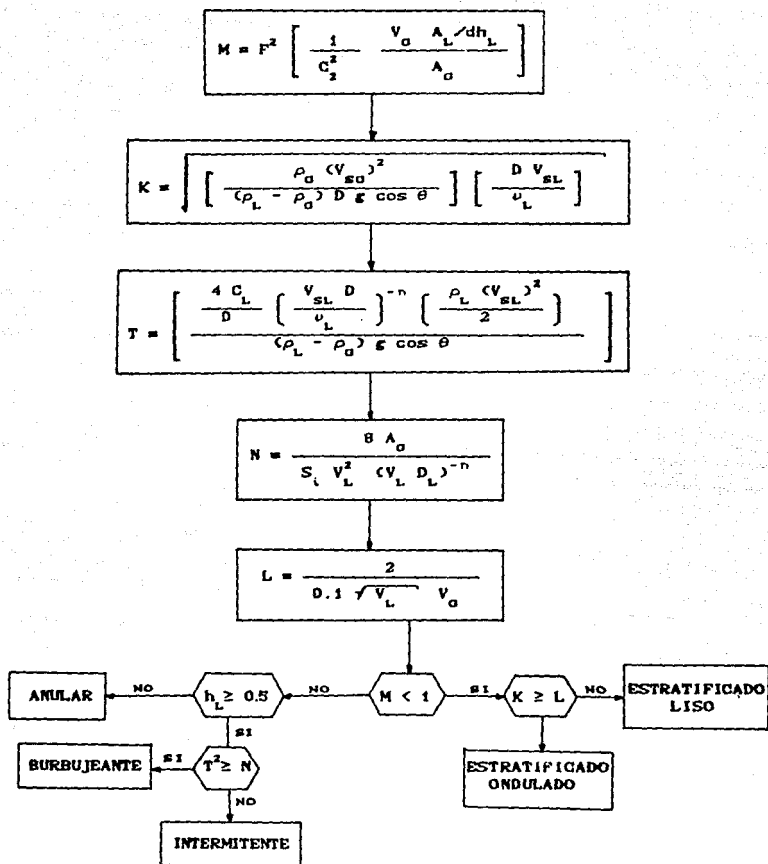 M = F² [ 1 / C₂² V_G A_L/dh_L / A_G ]
K = √ [ ρ_G (V_SG)² / (ρ_L - ρ_G) D g cos θ ] [ D V_SL / υ_L ]
T = [ 4 C_L / D ( V_SL D / υ_L )⁻ⁿ ( ρ_L (V_SL)² / 2 ) / (ρ_L - ρ_G) g cos θ ]
N = 8 A_G / S_i V_L² (V_L D_L)⁻ⁿ
L = 2 / 0.1 √V_L V_G
ANULAR
NO
h_L ≥ 0.5
NO
M < 1
SI
K ≥ L
NO
ESTRATIFICADO
LISO
SI
BURBUJEANTE
SI
T² ≥ N
ESTRATIFICADO
ONDULADO
NO
INTERMITENTE